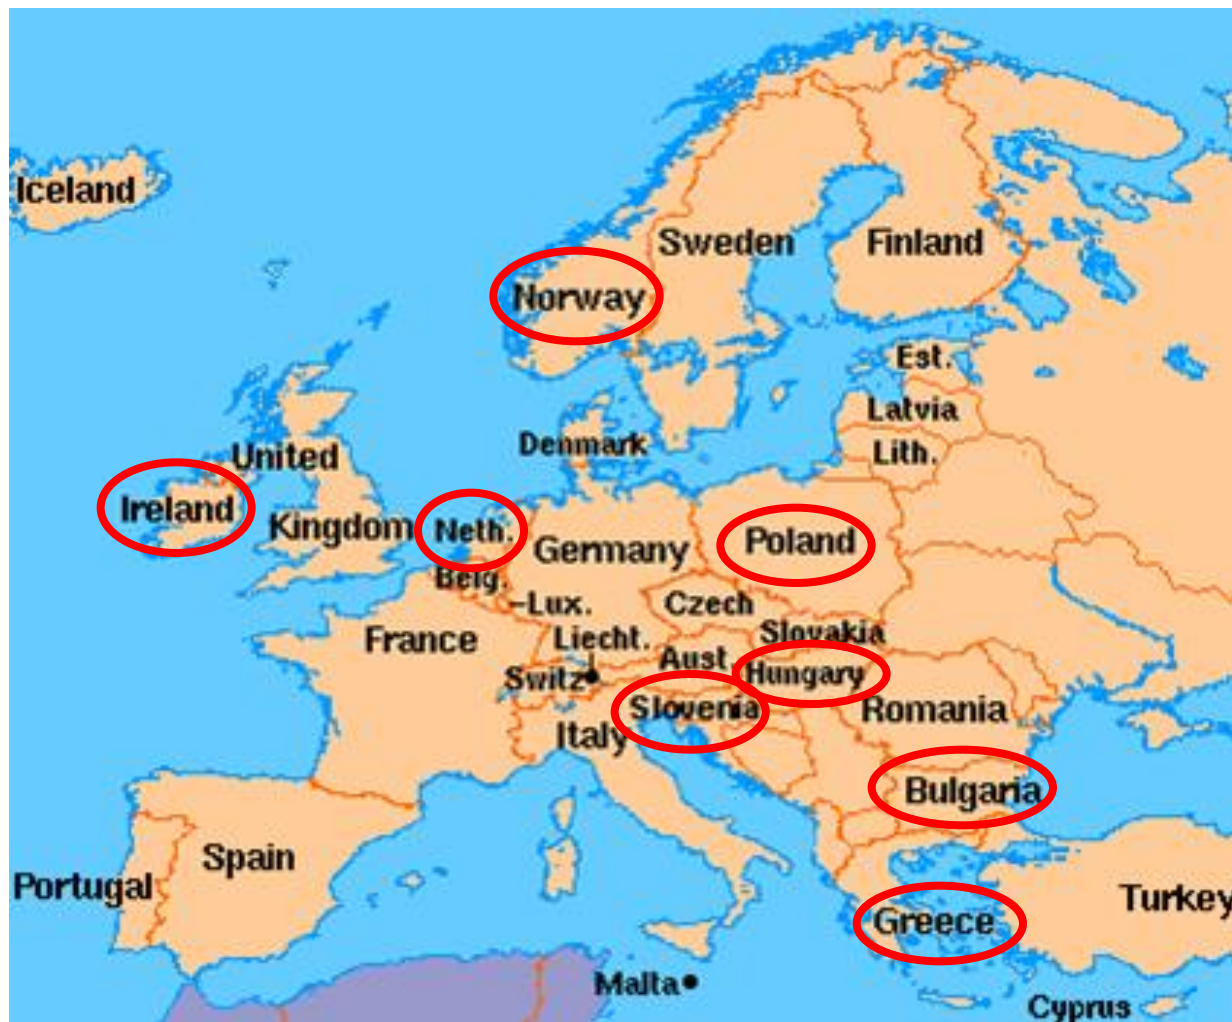 Iceland
Sweden
Finland
Norway
Est.
Latvia
Denmark
Lith.
United
Ireland
Kingdom
Neth.
Poland
Germany
Belg.
-Lux.
Czech
France
Liecht.
Slovakia
Aust.
Switz
Hungary
Slovenia
Romania
Italy
Bulgaria
Spain
Portugal
Turkey
Greece
Malta
Cyprus